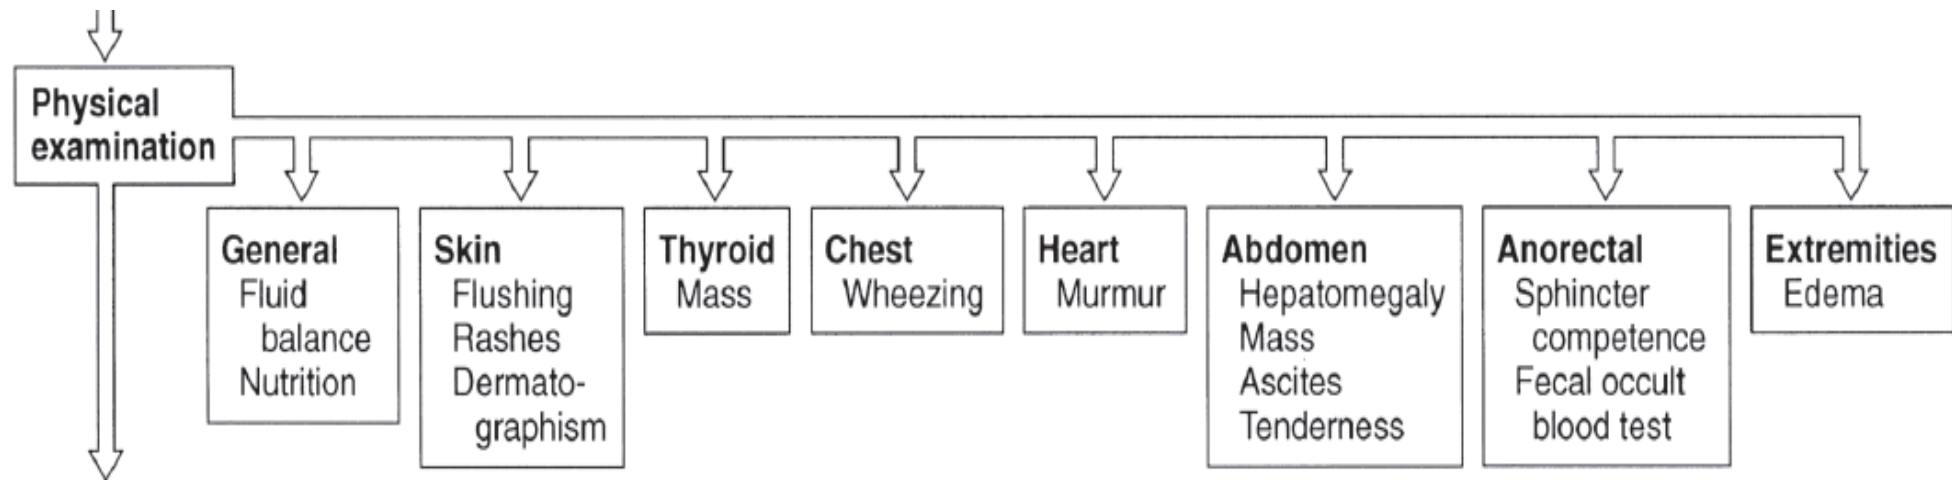 Physical
examination
General
Fluid
balance
Nutrition
Skin
Flushing
Rashes
Dermato-
graphism
Thyroid
Mass
Chest
Wheezing
Heart
Murmur
Abdomen
Hepatomegaly
Mass
Ascites
Tenderness
Anorectal
Sphincter
competence
Fecal occult
blood test
Extremities
Edema